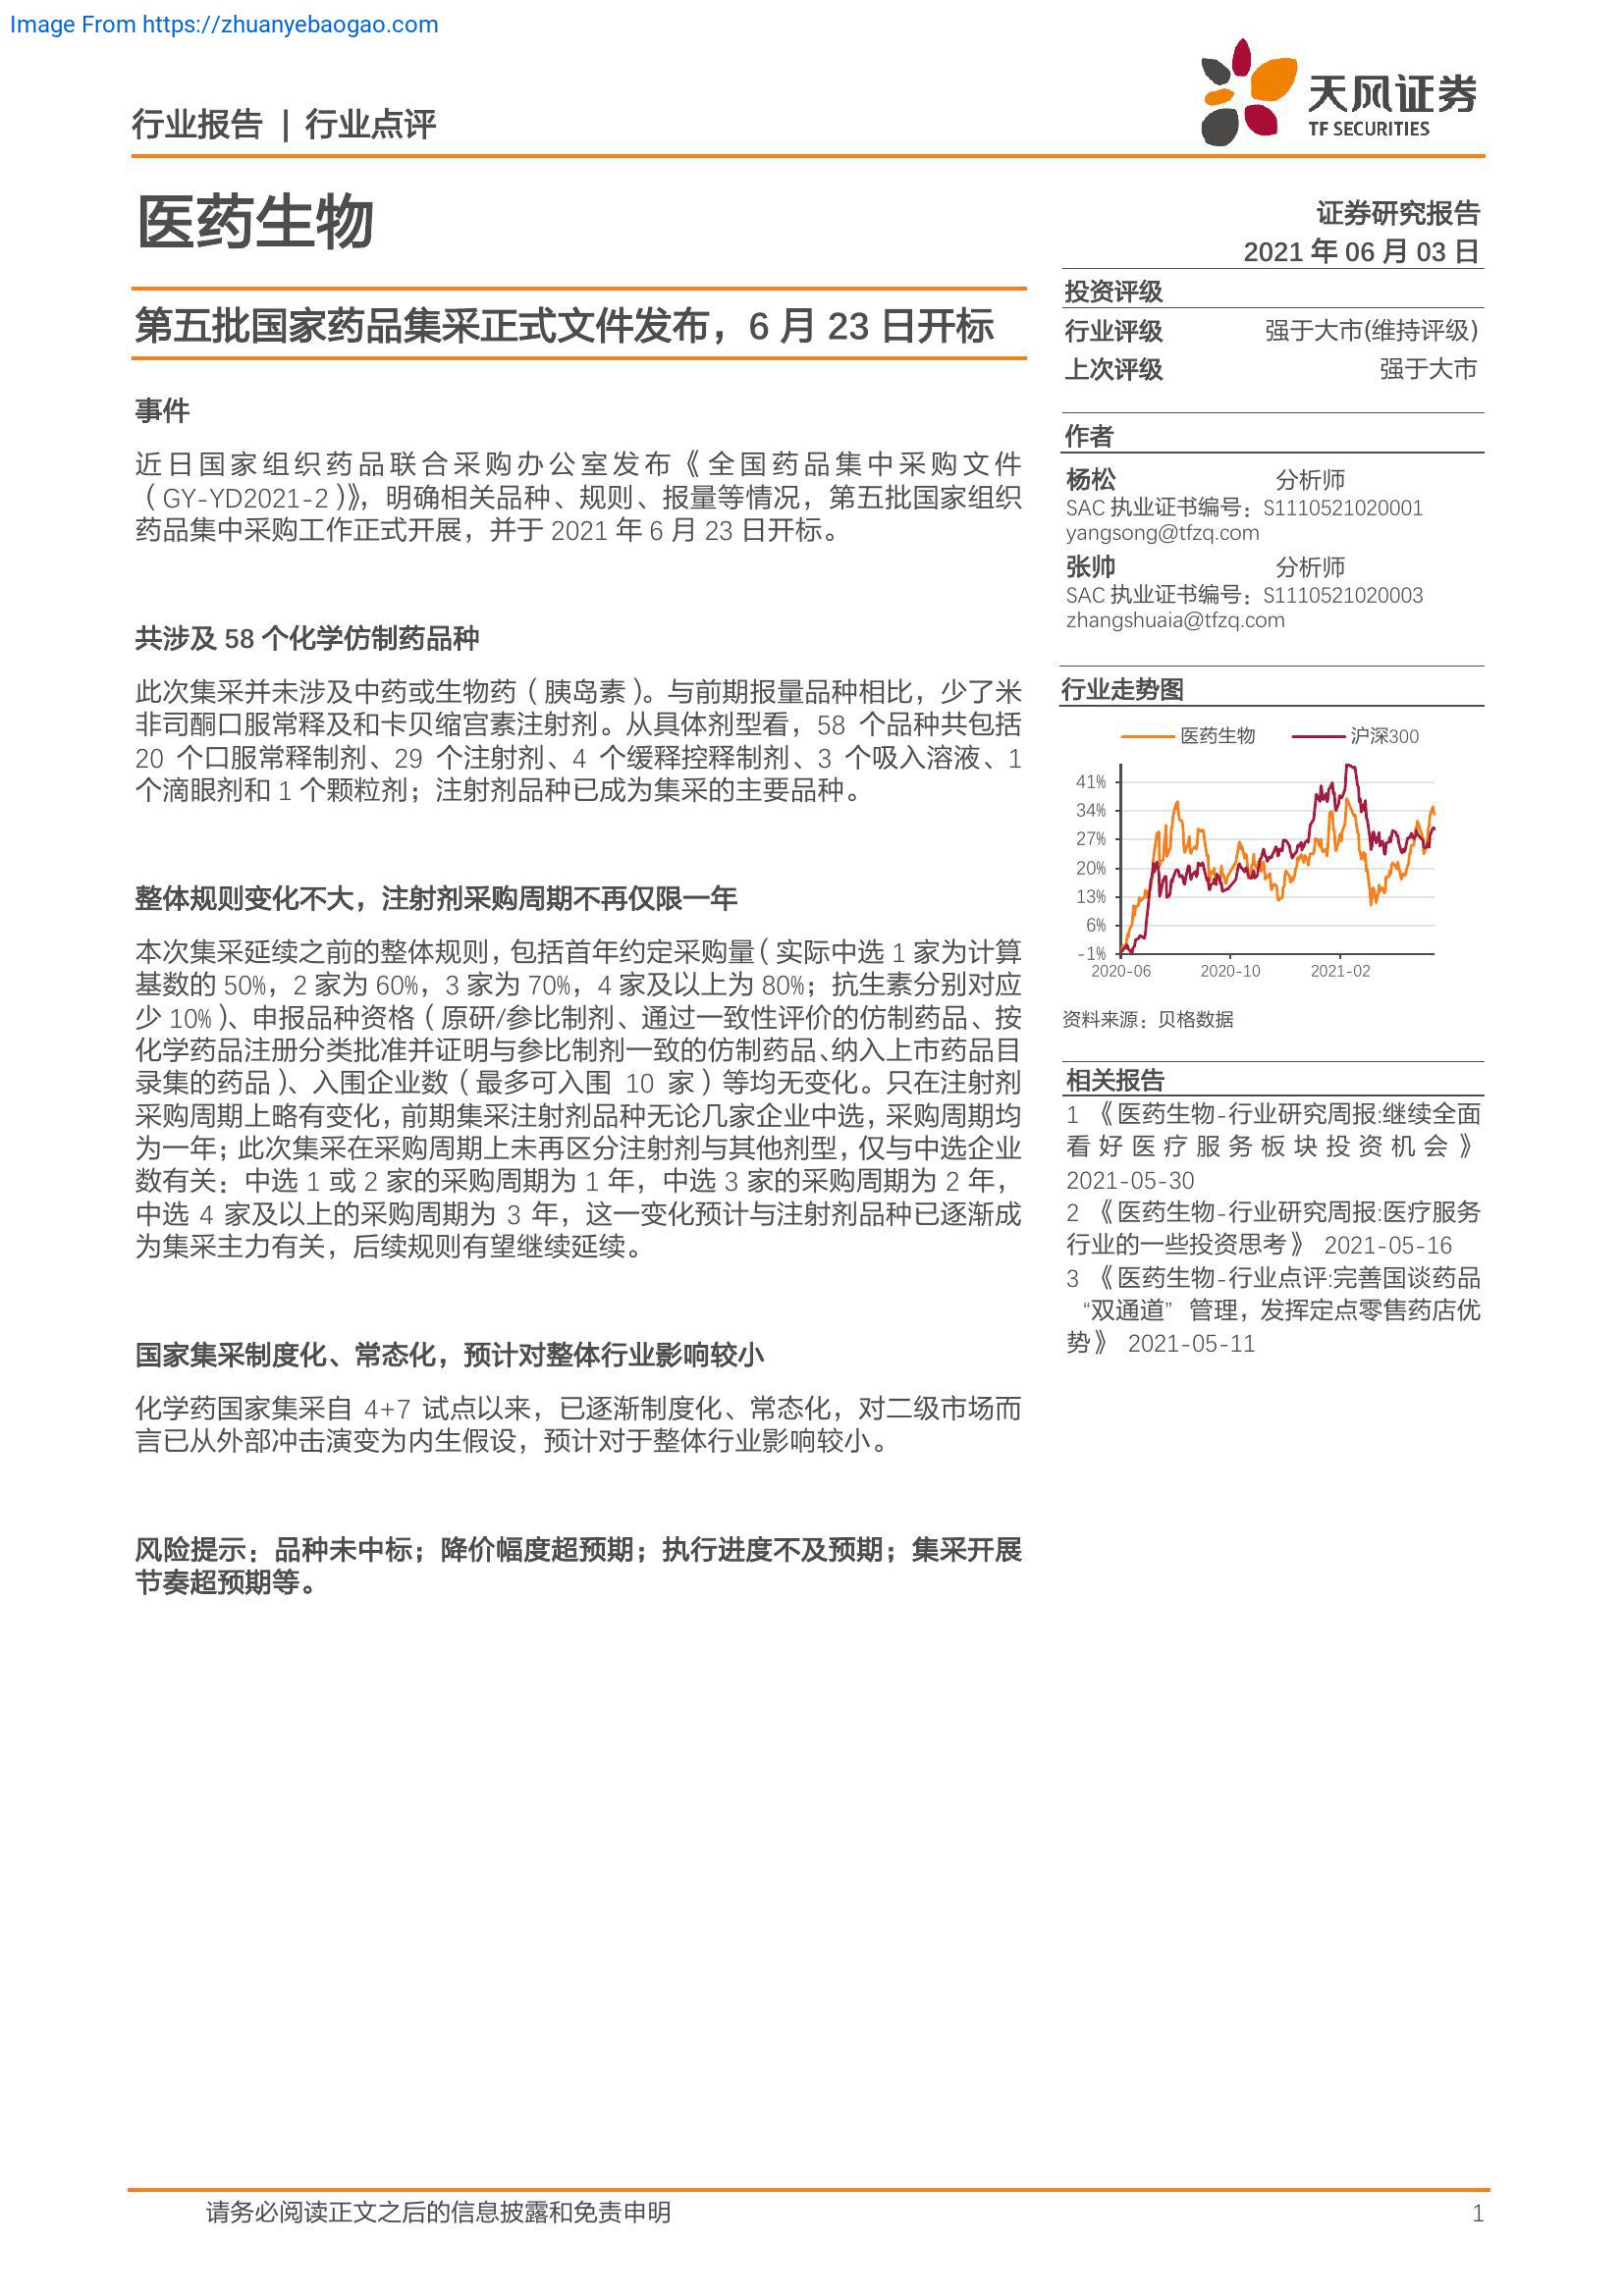 Image From https://zhuanyebaogao.com
行业报告 | 行业点评
天风证券
TF SECURITIES
医药生物
证券研究报告
2021 年 06 月 03 日
第五批国家药品集采正式文件发布，6 月 23 日开标
事件
近日国家组织药品联合采购办公室发布《全国药品集中采购文件
（GY-YD2021-2）》，明确相关品种、规则、报量等情况，第五批国家组织
药品集中采购工作正式开展，并于 2021 年 6 月 23 日开标。
共涉及 58 个化学仿制药品种
此次集采并未涉及中药或生物药（胰岛素）。与前期报量品种相比，少了米
非司酮口服常释及和卡贝缩宫素注射剂。从具体剂型看，58 个品种共包括
20 个口服常释制剂、29 个注射剂、4 个缓释控释制剂、3 个吸入溶液、1
个滴眼剂和 1 个颗粒剂；注射剂品种已成为集采的主要品种。
整体规则变化不大，注射剂采购周期不再仅限一年
本次集采延续之前的整体规则，包括首年约定采购量（实际中选 1 家为计算
基数的 50%，2 家为 60%，3 家为 70%，4 家及以上为 80%；抗生素分别对应
少 10%）、申报品种资格（原研/参比制剂、通过一致性评价的仿制药品、按
化学药品注册分类批准并证明与参比制剂一致的仿制药品、纳入上市药品目
录集的药品）、入围企业数（最多可入围 10 家）等均无变化。只在注射剂
采购周期上略有变化，前期集采注射剂品种无论几家企业中选，采购周期均
为一年；此次集采在采购周期上未再区分注射剂与其他剂型，仅与中选企业
数有关：中选 1 或 2 家的采购周期为 1 年，中选 3 家的采购周期为 2 年，
中选 4 家及以上的采购周期为 3 年，这一变化预计与注射剂品种已逐渐成
为集采主力有关，后续规则有望继续延续。
国家集采制度化、常态化，预计对整体行业影响较小
化学药国家集采自 4+7 试点以来，已逐渐制度化、常态化，对二级市场而
言已从外部冲击演变为内生假设，预计对于整体行业影响较小。
风险提示：品种未中标；降价幅度超预期；执行进度不及预期；集采开展
节奏超预期等。
投资评级
行业评级 强于大市(维持评级)
上次评级 强于大市
作者
杨松 分析师
SAC 执业证书编号：S1110521020001
yangsong@tfzq.com
张帅 分析师
SAC 执业证书编号：S1110521020003
zhangshuaia@tfzq.com
行业走势图
医药生物 沪深300
41%
34%
27%
20%
13%
6%
-1%
2020-06 2020-10 2021-02
资料来源：贝格数据
相关报告
1 《医药生物-行业研究周报:继续全面
看好医疗服务板块投资机会》
2021-05-30
2 《医药生物-行业研究周报:医疗服务
行业的一些投资思考》 2021-05-16
3 《医药生物-行业点评:完善国谈药品
“双通道” 管理，发挥定点零售药店优
势》 2021-05-11
请务必阅读正文之后的信息披露和免责申明 1